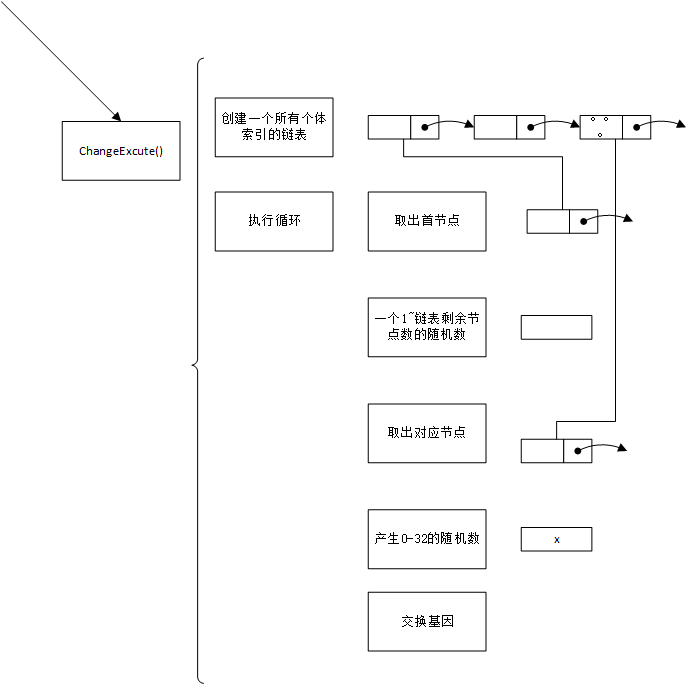 创建一个所有个体
索引的链表
ChangeExcute()
执行循环
取出首节点
一个1~链表剩余节
点数的随机数
取出对应节点
产生0-32的随机数
x
交换基因